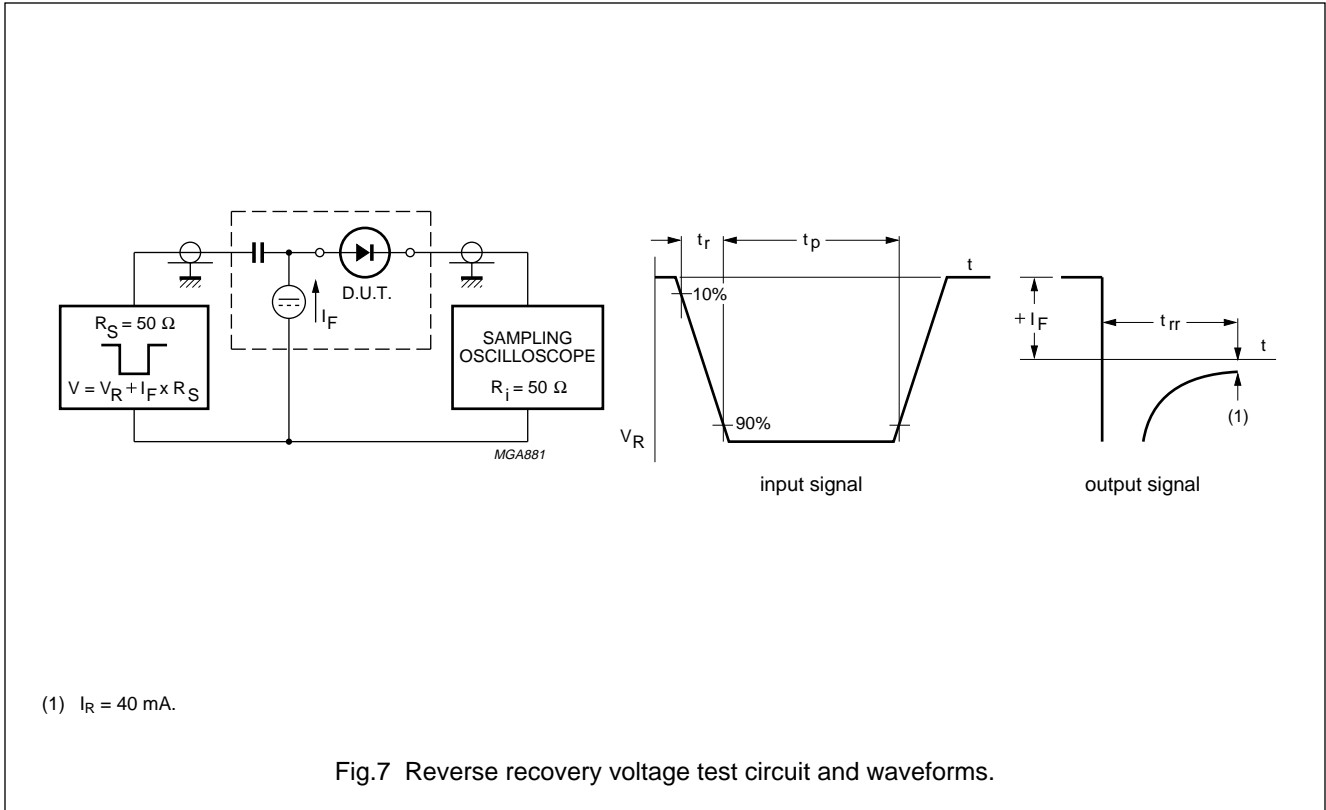 R_S = 50 Ω
V = V_R + I_F x R_S
I_F
D.U.T.
SAMPLING
OSCILLOSCOPE
R_i = 50 Ω
MGA881
t_r
t_p
t
10%
90%
V_R
input signal
+ I_F
t_rr
t
(1)
output signal
(1) I_R = 40 mA.
Fig.7 Reverse recovery voltage test circuit and waveforms.